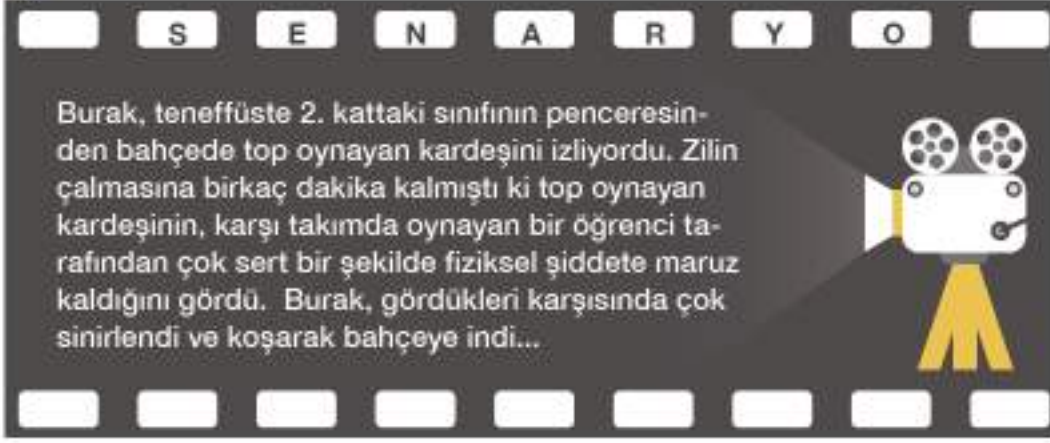 SENARYO
Burak, teneffüste 2. kattaki sınıfının penceresin-
den bahçede top oynayan kardeşini izliyordu. Zilin
çalmasına birkaç dakika kalmıştı ki top oynayan
kardeşinin, karşı takımda oynayan bir öğrenci ta-
rafından çok sert bir şekilde fiziksel şiddete maruz
kaldığını gördü.  Burak, gördükleri karşısında çok
sinirlendi ve koşarak bahçeye indi...